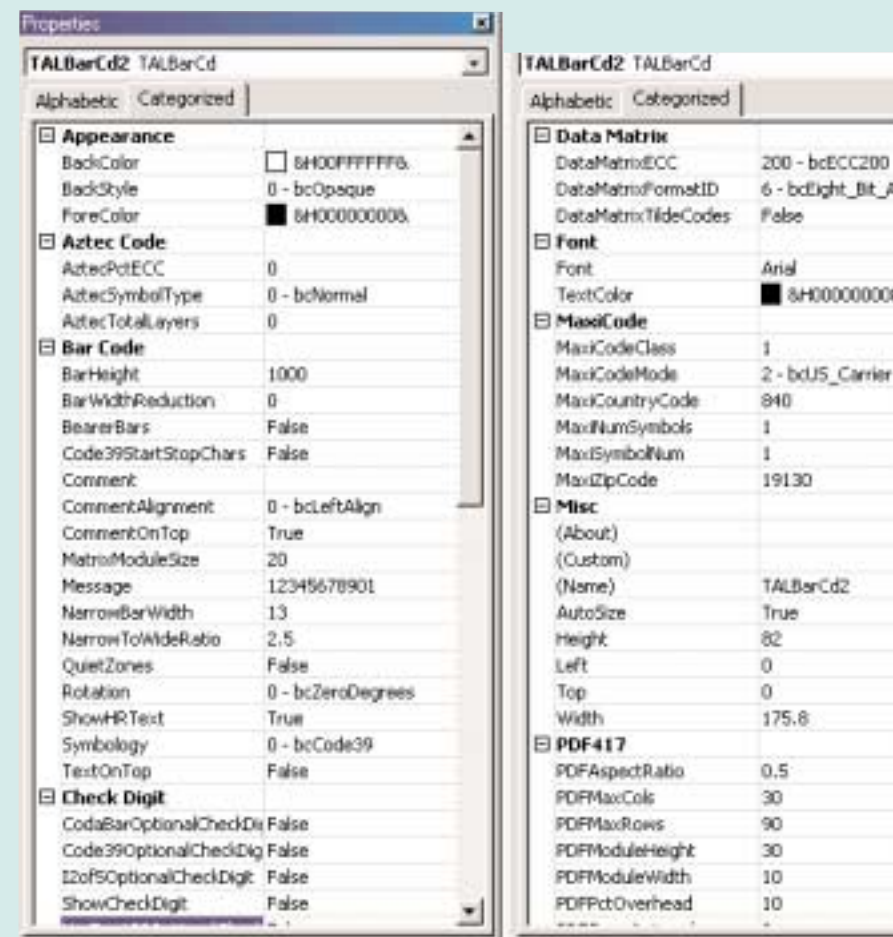 Properties
TALBarCd2 TALBarCd
Alphabetic Categorized
Appearance
BackColor &H00FFFFFF&
BackStyle 0 - bcOpaque
ForeColor &H00000000&
Aztec Code
AztecPctECC 0
AztecSymbolType 0 - bcNormal
AztecTotalLayers 0
Bar Code
BarHeight 1000
BarWidthReduction 0
BearerBars False
Code39StartStopChars False
Comment
CommentAlignment 0 - bcLeftAlign
CommentOnTop True
MatrixModuleSize 20
Message 12345678901
NarrowBarWidth 13
NarrowToWideRatio 2.5
QuietZones False
Rotation 0 - bcZeroDegrees
ShowHRText True
Symbology 0 - bcCode39
TextOnTop False
Check Digit
CodaBarOptionalCheckDi False
Code39OptionalCheckDig False
I2of5OptionalCheckDigit False
ShowCheckDigit False
TALBarCd2 TALBarCd
Alphabetic Categorized
Data Matrix
DataMatrixECC 200 - bcECC200
DataMatrixFormatID 6 - bcEight_Bit_A
DataMatrixTildeCodes False
Font
Font Arial
TextColor &H00000000
MaxiCode
MaxiCodeClass 1
MaxiCodeMode 2 - bcUS_Carrier
MaxiCountryCode 840
MaxiNumSymbols 1
MaxiSymbolNum 1
MaxiZipCode 19130
Misc
(About)
(Custom)
(Name) TALBarCd2
AutoSize True
Height 82
Left 0
Top 0
Width 175.8
PDF417
PDFAspectRatio 0.5
PDFMaxCols 30
PDFMaxRows 90
PDFModuleHeight 30
PDFModuleWidth 10
PDFPctOverhead 10